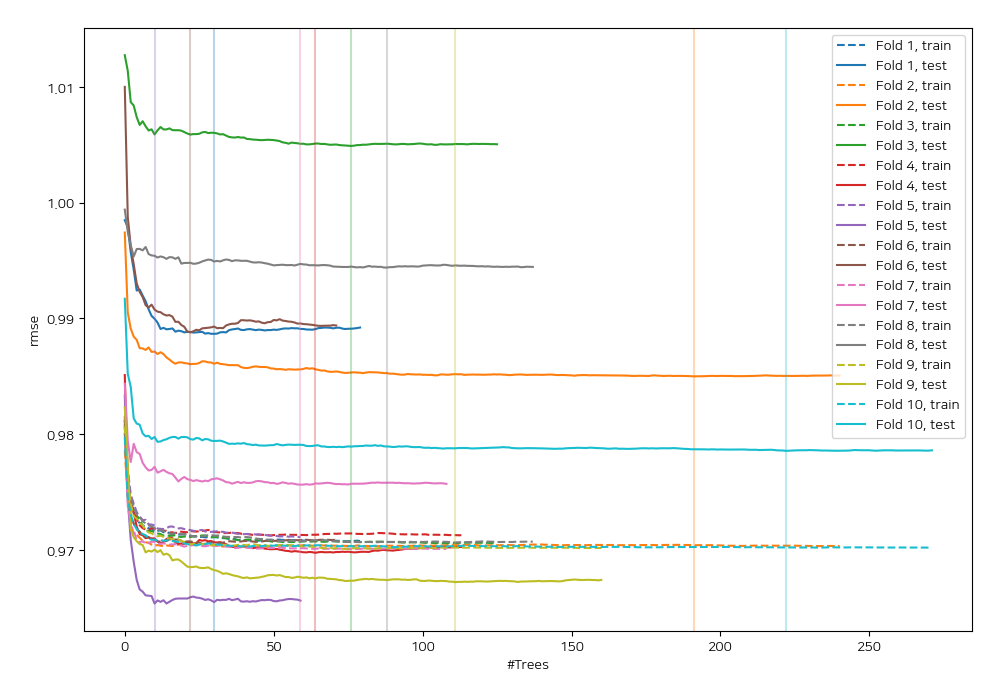 1,01
1,00
0,99
0,98
0,97
rmse
0
50
100
150
200
250
#Trees
Fold 1, train
Fold 1, test
Fold 2, train
Fold 2, test
Fold 3, train
Fold 3, test
Fold 4, train
Fold 4, test
Fold 5, train
Fold 5, test
Fold 6, train
Fold 6, test
Fold 7, train
Fold 7, test
Fold 8, train
Fold 8, test
Fold 9, train
Fold 9, test
Fold 10, train
Fold 10, test